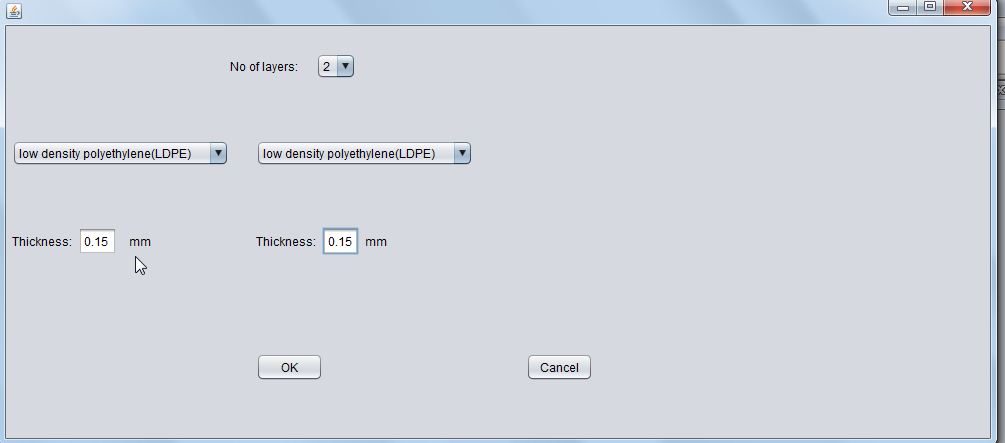 No of layers: 2
low density polyethylene(LDPE) low density polyethylene(LDPE)
Thickness: 0.15 mm Thickness: 0.15 mm
OK Cancel